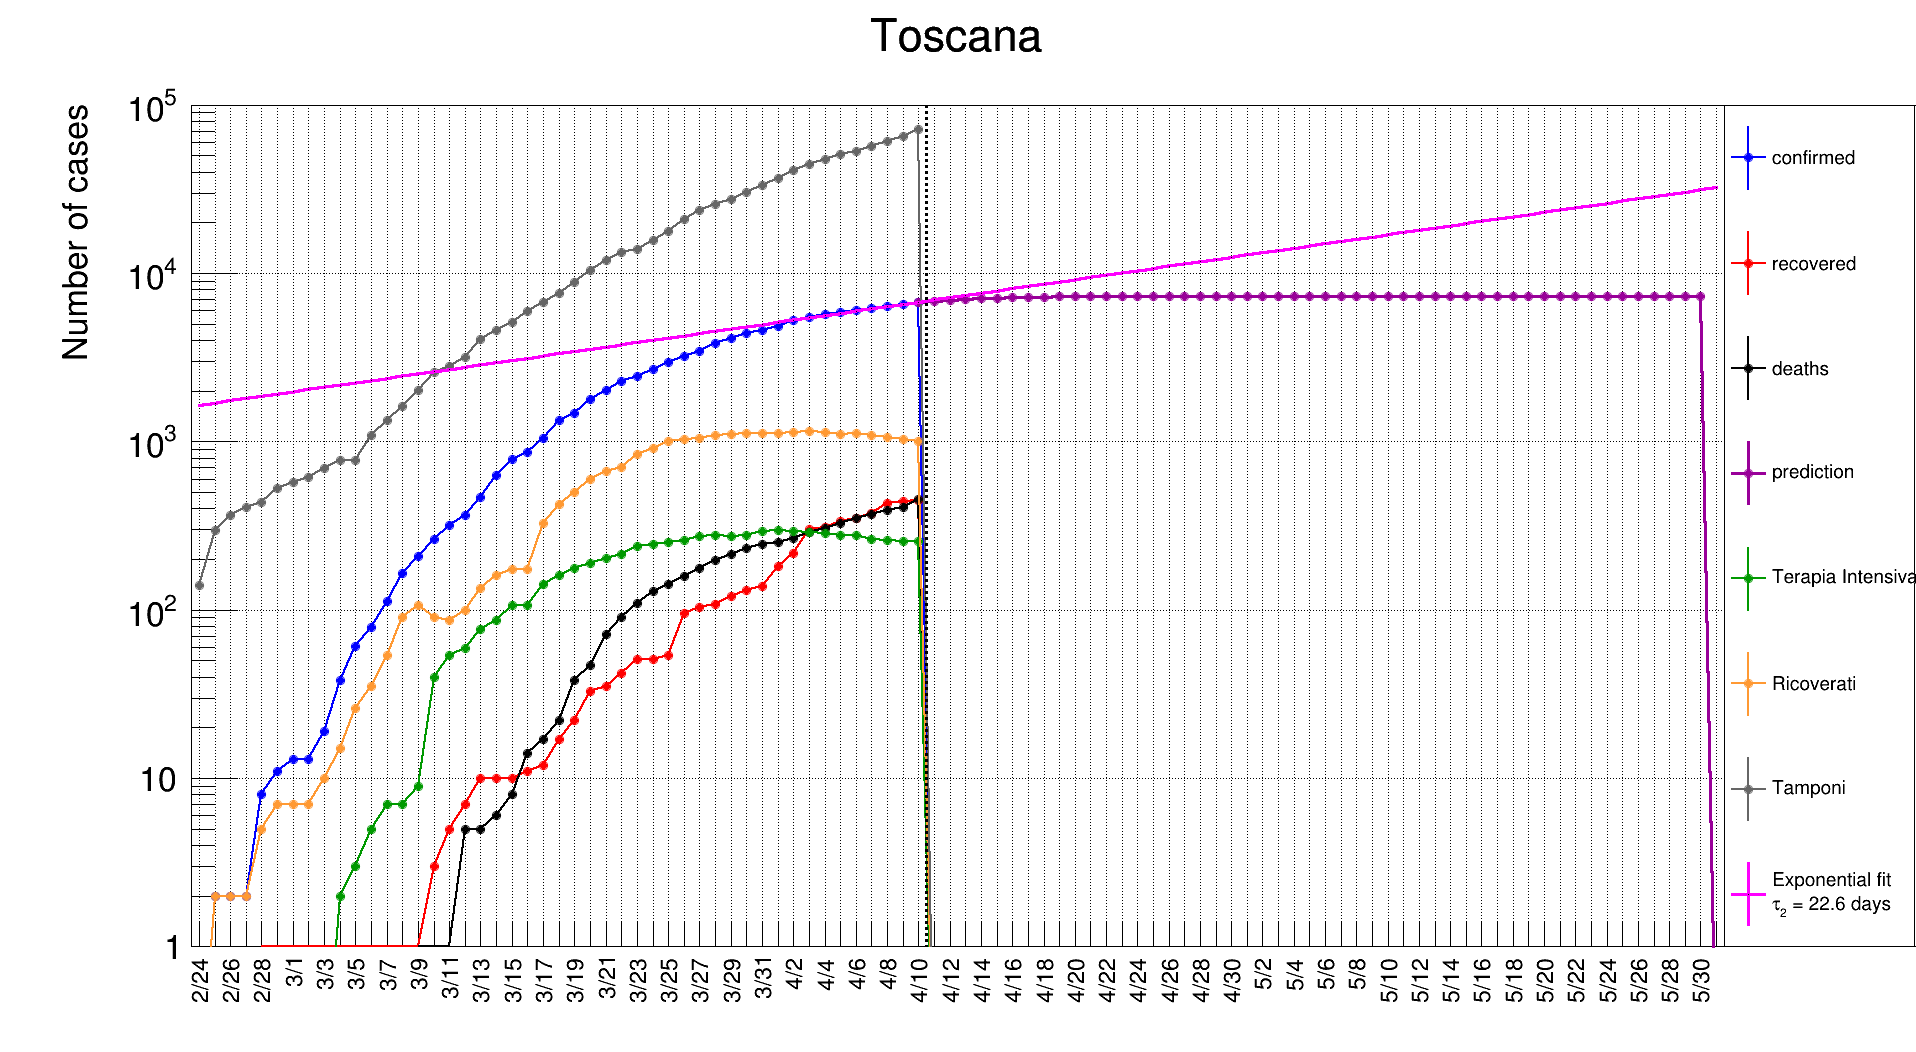 Toscana
Number of cases
10^5
10^4
10^3
10^2
10
1
2/24 2/26 2/28 3/1 3/3 3/5 3/7 3/9 3/11 3/13 3/15 3/17 3/19 3/21 3/23 3/25 3/27 3/29 3/31 4/2 4/4 4/6 4/8 4/10 4/12 4/14 4/16 4/18 4/20 4/22 4/24 4/26 4/28 4/30 5/2 5/4 5/6 5/8 5/10 5/12 5/14 5/16 5/18 5/20 5/22 5/24 5/26 5/28 5/30
confirmed
recovered
deaths
prediction
Terapia Intensiva
Ricoverati
Tamponi
Exponential fit
τ₂ = 22.6 days